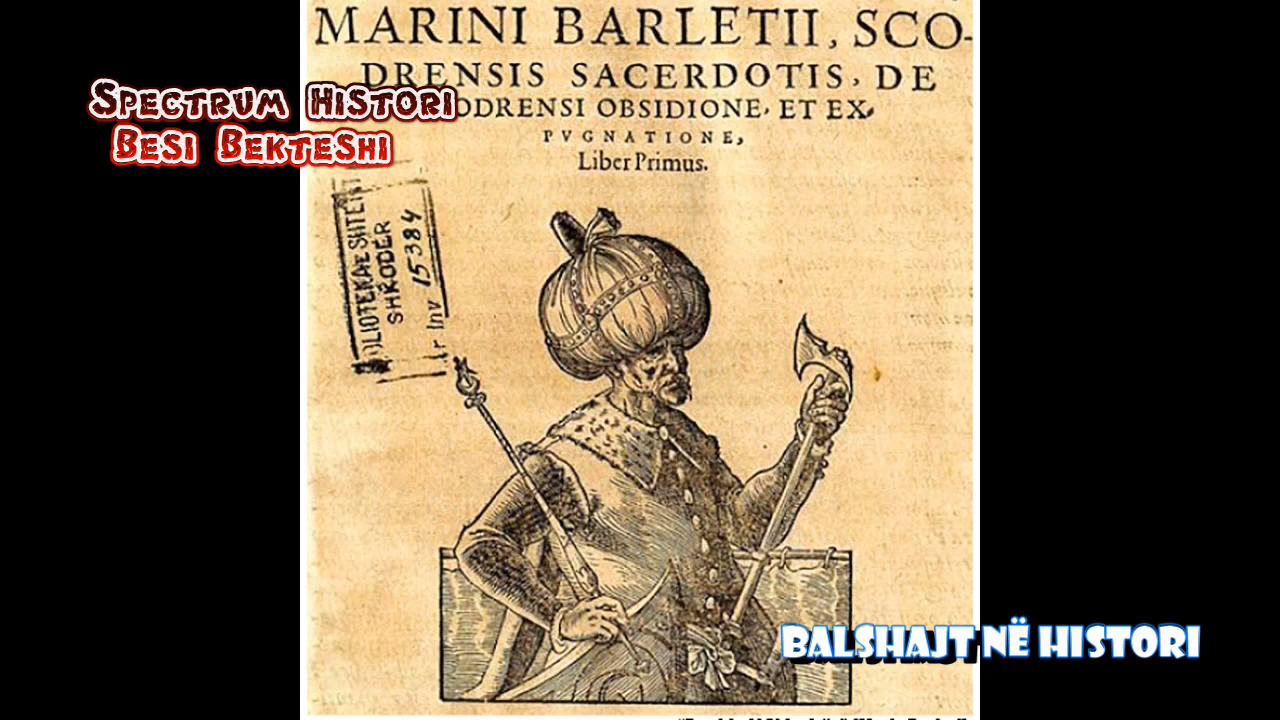 MARINI BARLETII, SCO-
DRENSIS SACERDOTIS, DE
ODRENSI OBSIDIONE, ET EX,
PVGNATIONE,
Liber Primus.
Spectrum Histori
Besi Bekteshi
SHKODËR
Inv 15384
BALSHAJT NË HISTORI